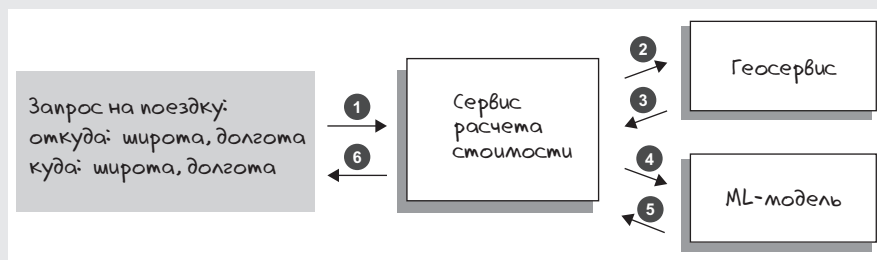 Запрос на поездку:
откуда: широта, долгота
куда: широта, долгота
1
6
Сервис
расчета
стоимости
2
3
4
5
Геосервис
ML-модель